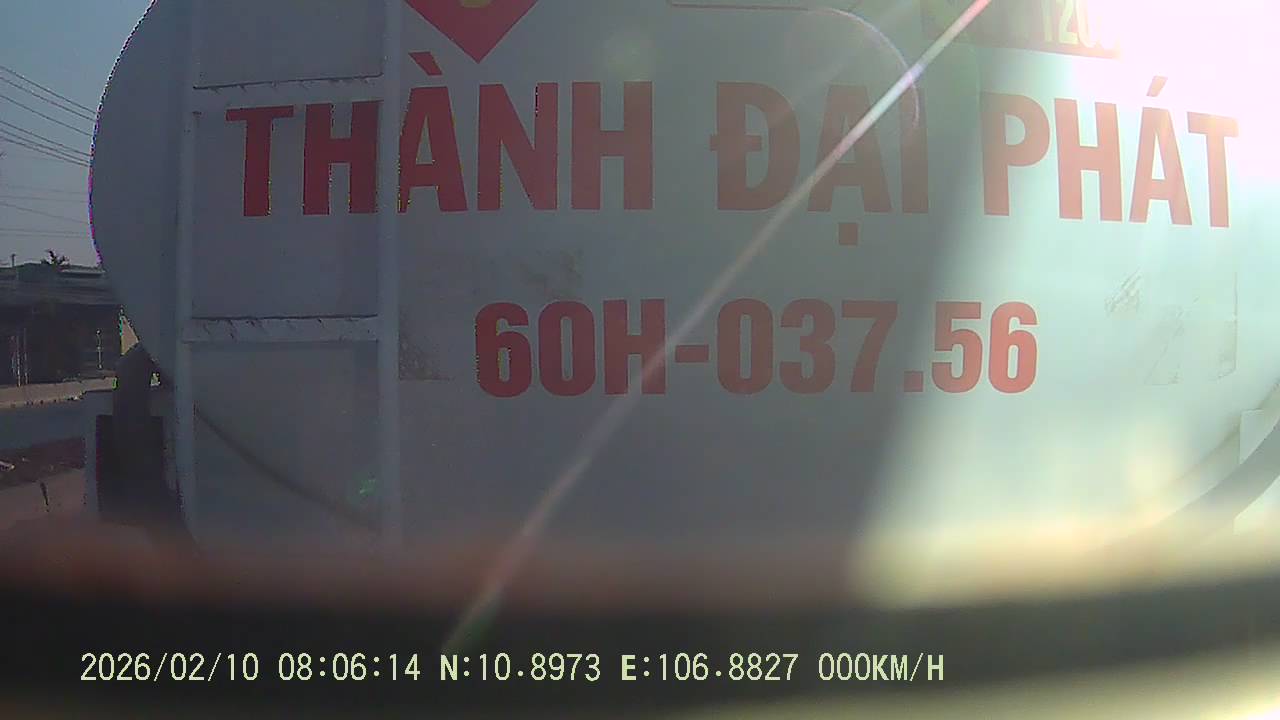 THÀNH ĐẠI PHÁT
60H-037.56
2026/02/10 08:06:14 N:10.8973 E:106.8827 000KM/H